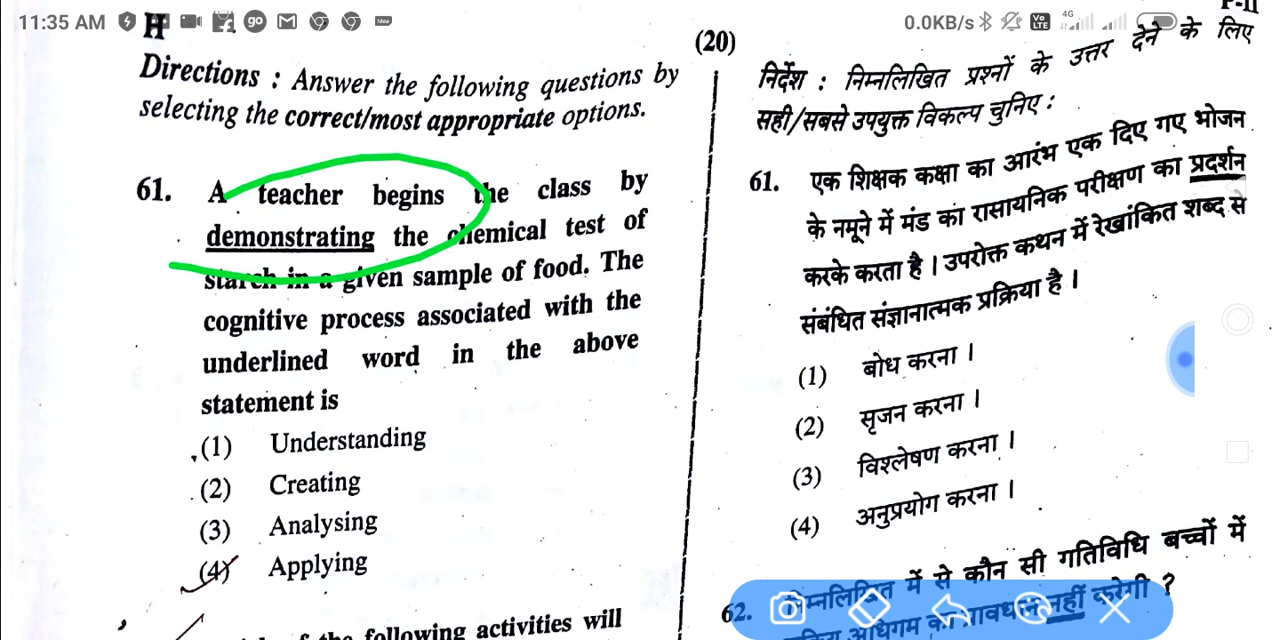 11:35 AM
0.0KB/s
4G
H
(20)
P-II
Directions : Answer the following questions by
selecting the correct/most appropriate options.
61. A teacher begins the class by
demonstrating the chemical test of
starch in a given sample of food. The
cognitive process associated with the
underlined word in the above
statement is
(1) Understanding
(2) Creating
(3) Analysing
(4) Applying
following activities will
निर्देश : निम्नलिखित प्रश्नों के उत्तर देने के लिए
सही/सबसे उपयुक्त विकल्प चुनिए :
61. एक शिक्षक कक्षा का आरंभ एक दिए गए भोजन
के नमूने में मंड का रासायनिक परीक्षण का प्रदर्शन
करके करता है । उपरोक्त कथन में रेखांकित शब्द से
संबंधित संज्ञानात्मक प्रक्रिया है ।
(1) बोध करना ।
(2) सृजन करना ।
(3) विश्लेषण करना ।
(4) अनुप्रयोग करना ।
62. निम्नलिखित में से कौन सी गतिविधि बच्चों में
अधिगम का प्रावधान नहीं करेगी ?